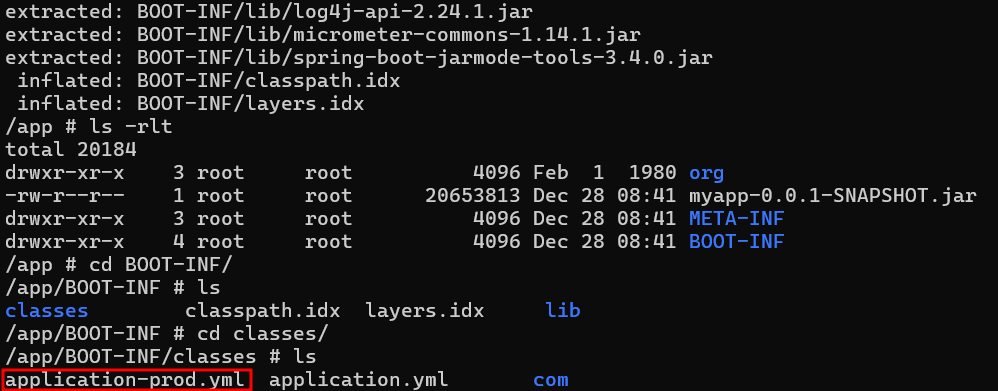 extracted: BOOT-INF/lib/log4j-api-2.24.1.jar
extracted: BOOT-INF/lib/micrometer-commons-1.14.1.jar
extracted: BOOT-INF/lib/spring-boot-jarmode-tools-3.4.0.jar
 inflated: BOOT-INF/classpath.idx
 inflated: BOOT-INF/layers.idx
/app # ls -rlt
total 20184
drwxr-xr-x    3 root     root          4096 Feb  1  1980 org
-rw-r--r--    1 root     root      20653813 Dec 28 08:41 myapp-0.0.1-SNAPSHOT.jar
drwxr-xr-x    3 root     root          4096 Dec 28 08:41 META-INF
drwxr-xr-x    4 root     root          4096 Dec 28 08:41 BOOT-INF
/app # cd BOOT-INF/
/app/BOOT-INF # ls
classes        classpath.idx  layers.idx     lib
/app/BOOT-INF # cd classes/
/app/BOOT-INF/classes # ls
application-prod.yml  application.yml       com